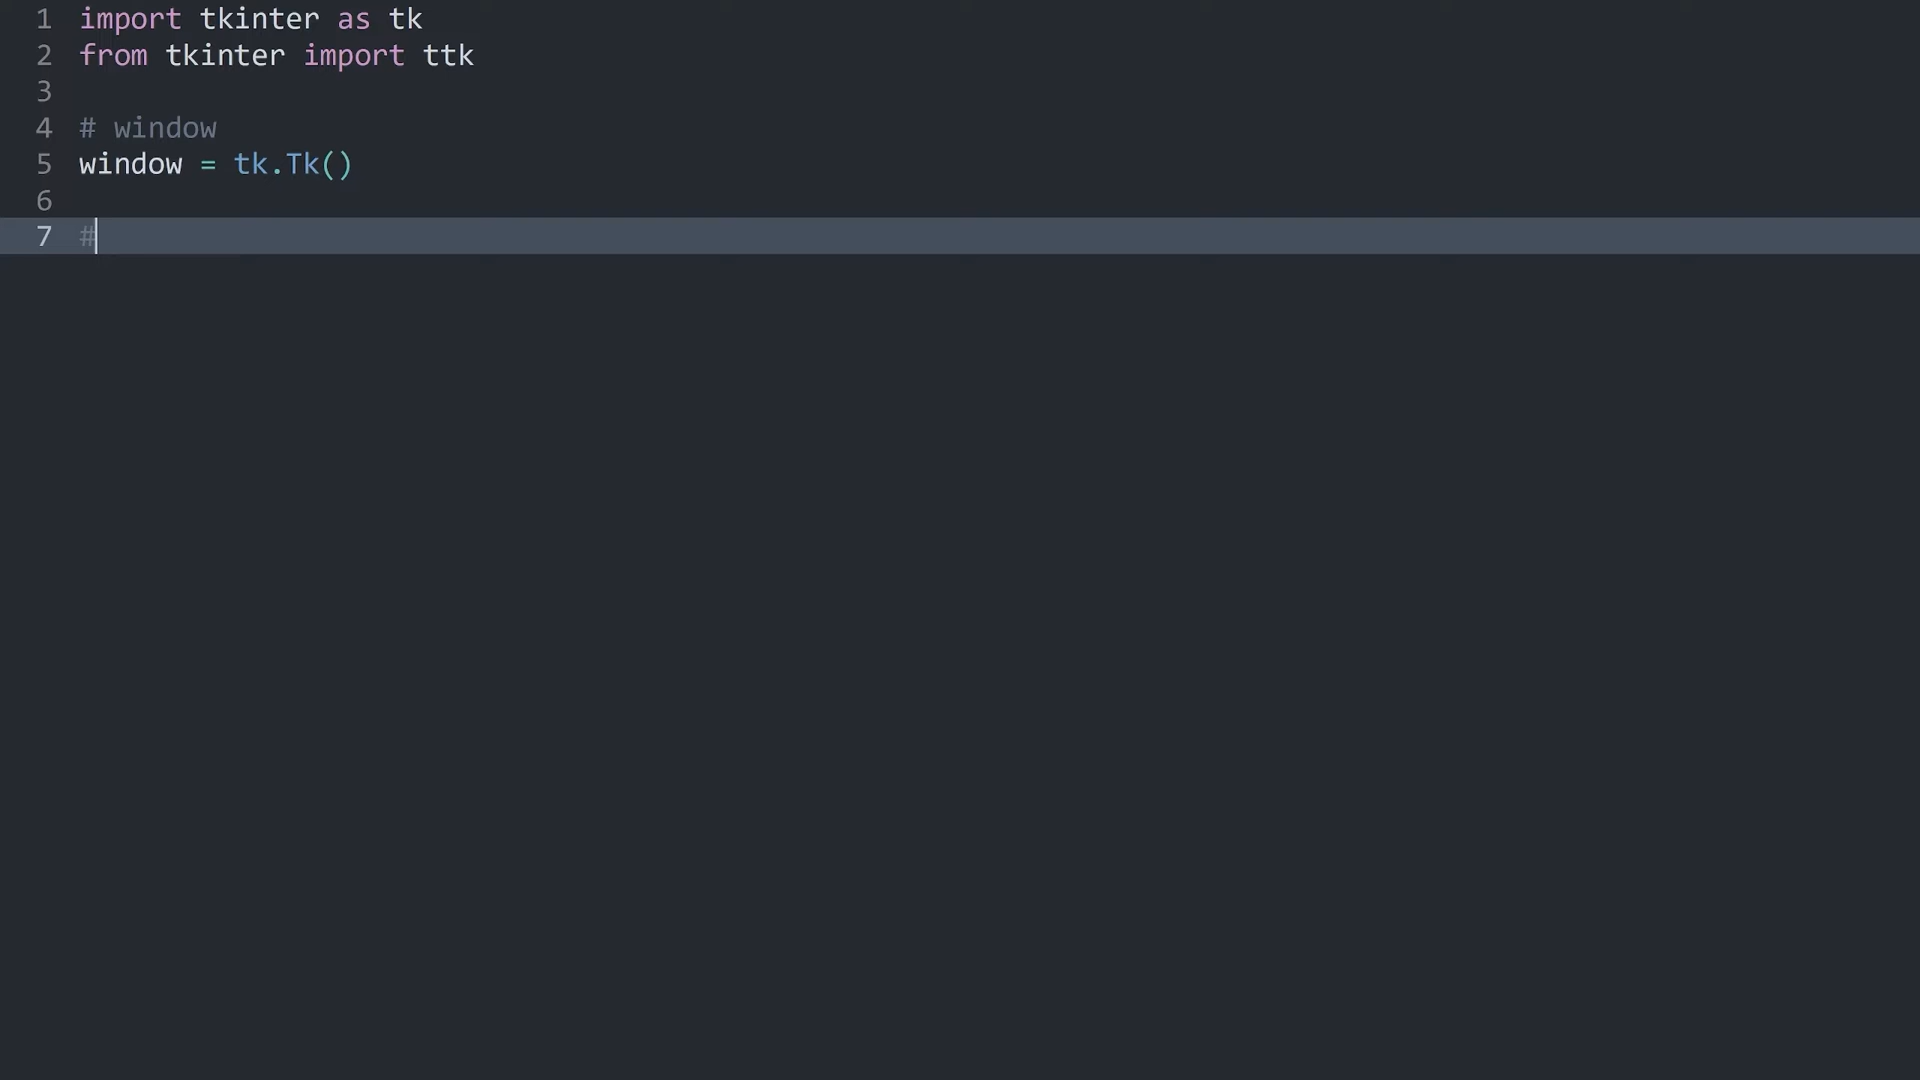 1 import tkinter as tk
2 from tkinter import ttk
3
4 # window
5 window = tk.Tk()
6
7 #